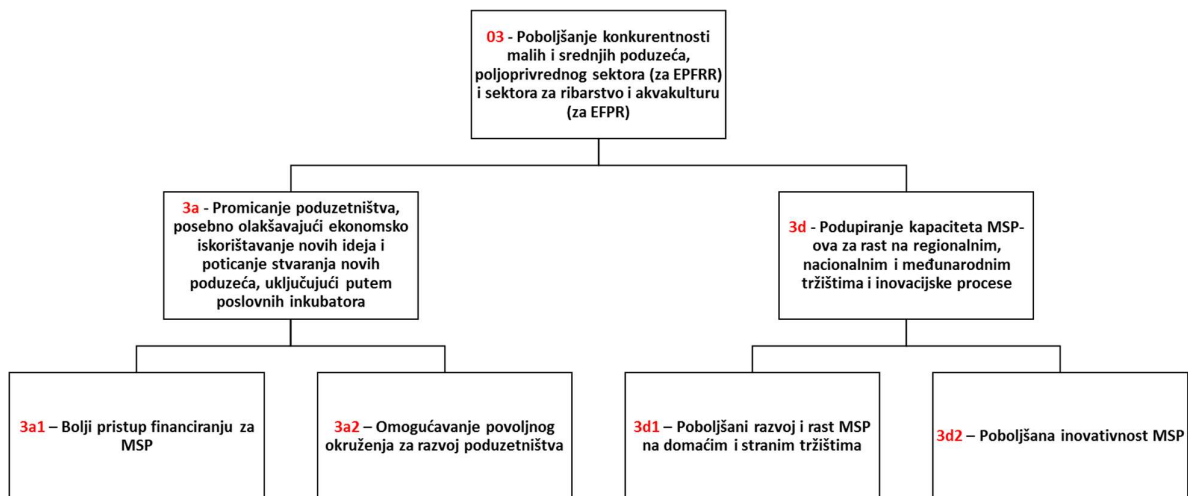 03 - Poboljšanje konkurentnosti
malih i srednjih poduzeća,
poljoprivrednog sektora (za EPFRR)
i sektora za ribarstvo i akvakulturu
(za EFPR)
3a - Promicanje poduzetništva,
posebno olakšavajući ekonomsko
iskorištavanje novih ideja i
poticanje stvaranja novih
poduzeća, uključujući putem
poslovnih inkubatora
3d - Podupiranje kapaciteta MSP-
ova za rast na regionalnim,
nacionalnim i međunarodnim
tržištima i inovacijske procese
3a1 – Bolji pristup financiranju za
MSP
3a2 – Omogućavanje povoljnog
okruženja za razvoj poduzetništva
3d1 – Poboljšani razvoj i rast MSP
na domaćim i stranim tržištima
3d2 – Poboljšana inovativnost MSP